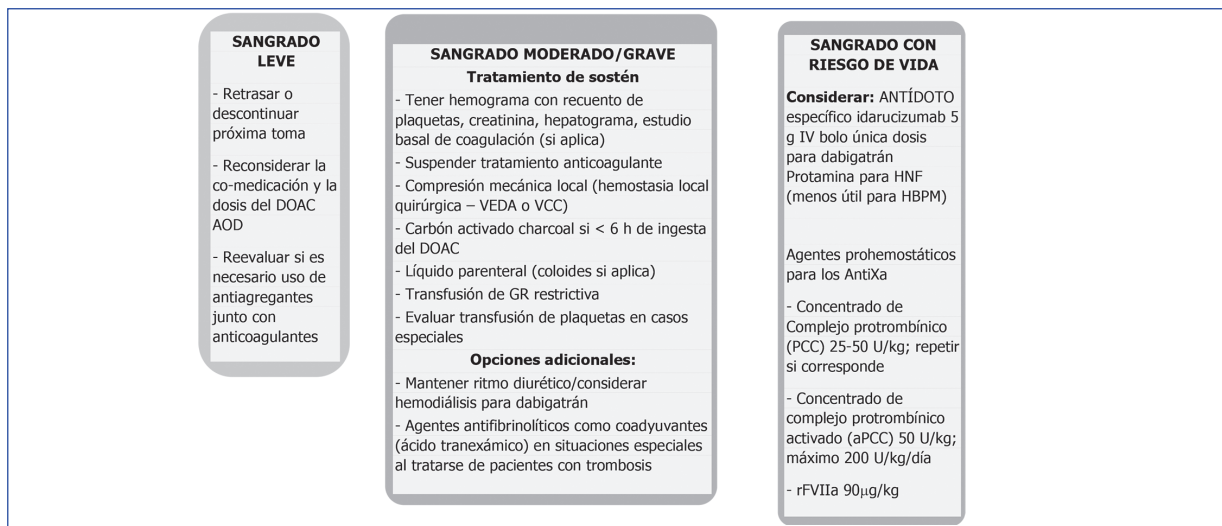 SANGRADO
LEVE
- Retrasar o
descontinuar
próxima toma
- Reconsiderar la
co-medicación y la
dosis del DOAC
AOD
- Reevaluar si es
necesario uso de
antiagregantes
junto con
anticoagulantes
SANGRADO MODERADO/GRAVE
Tratamiento de sostén
- Tener hemograma con recuento de
plaquetas, creatinina, hepatograma, estudio
basal de coagulación (si aplica)
- Suspender tratamiento anticoagulante
- Compresión mecánica local (hemostasia local
quirúrgica – VEDA o VCC)
- Carbón activado charcoal si < 6 h de ingesta
del DOAC
- Líquido parenteral (coloides si aplica)
- Transfusión de GR restrictiva
- Evaluar transfusión de plaquetas en casos
especiales
Opciones adicionales:
- Mantener ritmo diurético/considerar
hemodiálisis para dabigatrán
- Agentes antifibrinolíticos como coadyuvantes
(ácido tranexámico) en situaciones especiales
al tratarse de pacientes con trombosis
SANGRADO CON
RIESGO DE VIDA
Considerar: ANTÍDOTO
específico idarucizumab 5
g IV bolo única dosis
para dabigatrán
Protamina para HNF
(menos útil para HBPM)
Agentes prohemostáticos
para los AntiXa
- Concentrado de
Complejo protrombínico
(PCC) 25-50 U/kg; repetir
si corresponde
- Concentrado de
complejo protrombínico
activado (aPCC) 50 U/kg;
máximo 200 U/kg/día
- rFVIIa 90µg/kg